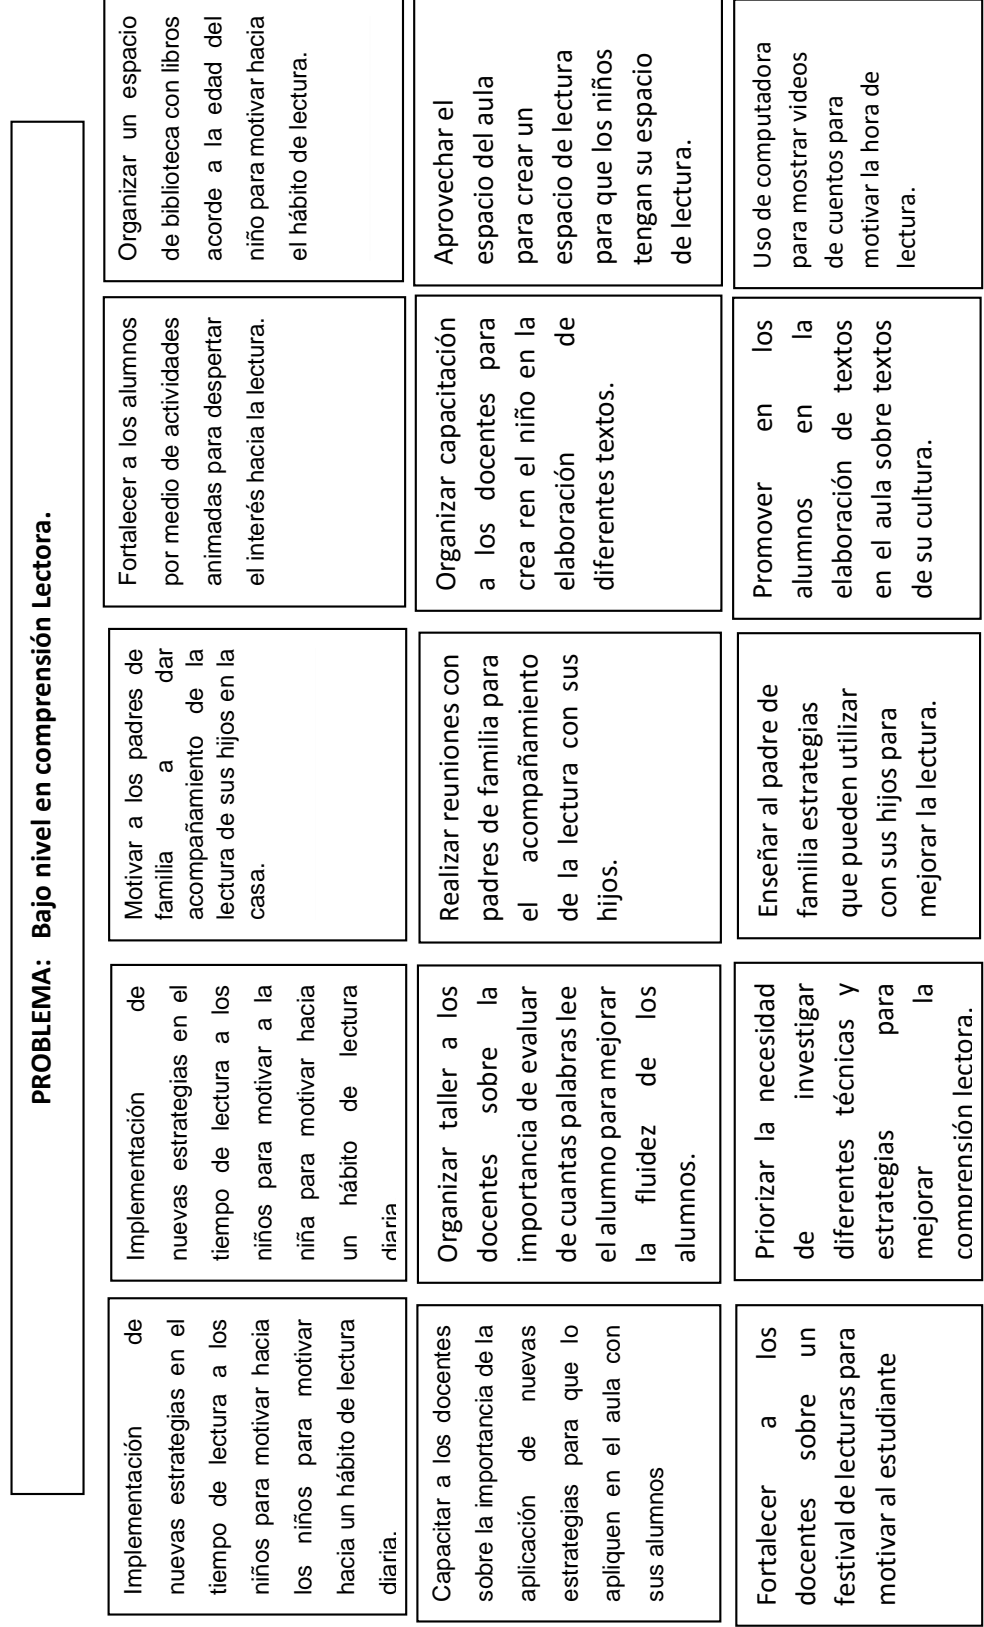 PROBLEMA: Bajo nivel en comprensión Lectora.
Implementación de
nuevas estrategias en el
tiempo de lectura a los
niños para motivar hacia
los niños para motivar
hacia un hábito de lectura
diaria.
Implementación de
nuevas estrategias en el
tiempo de lectura a los
niños para motivar a la
niña para motivar hacia
un hábito de lectura
diaria
Motivar a los padres de
familia a dar
acompañamiento de la
lectura de sus hijos en la
casa.
Fortalecer a los alumnos
por medio de actividades
animadas para despertar
el interés hacia la lectura.
Organizar un espacio
de biblioteca con libros
acorde a la edad del
niño para motivar hacia
el hábito de lectura.
Capacitar a los docentes
sobre la importancia de la
aplicación de nuevas
estrategias para que lo
apliquen en el aula con
sus alumnos
Organizar taller a los
docentes sobre la
importancia de evaluar
de cuantas palabras lee
el alumno para mejorar
la fluidez de los
alumnos.
Realizar reuniones con
padres de familia para
el acompañamiento
de la lectura con sus
hijos.
Organizar capacitación
a los docentes para
crea ren el niño en la
elaboración de
diferentes textos.
Aprovechar el
espacio del aula
para crear un
espacio de lectura
para que los niños
tengan su espacio
de lectura.
Fortalecer a los
docentes sobre un
festival de lecturas para
motivar al estudiante
Priorizar la necesidad
de investigar
diferentes técnicas y
estrategias para
mejorar la
comprensión lectora.
Enseñar al padre de
familia estrategias
que pueden utilizar
con sus hijos para
mejorar la lectura.
Promover en los
alumnos en la
elaboración de textos
en el aula sobre textos
de su cultura.
Uso de computadora
para mostrar videos
de cuentos para
motivar la hora de
lectura.